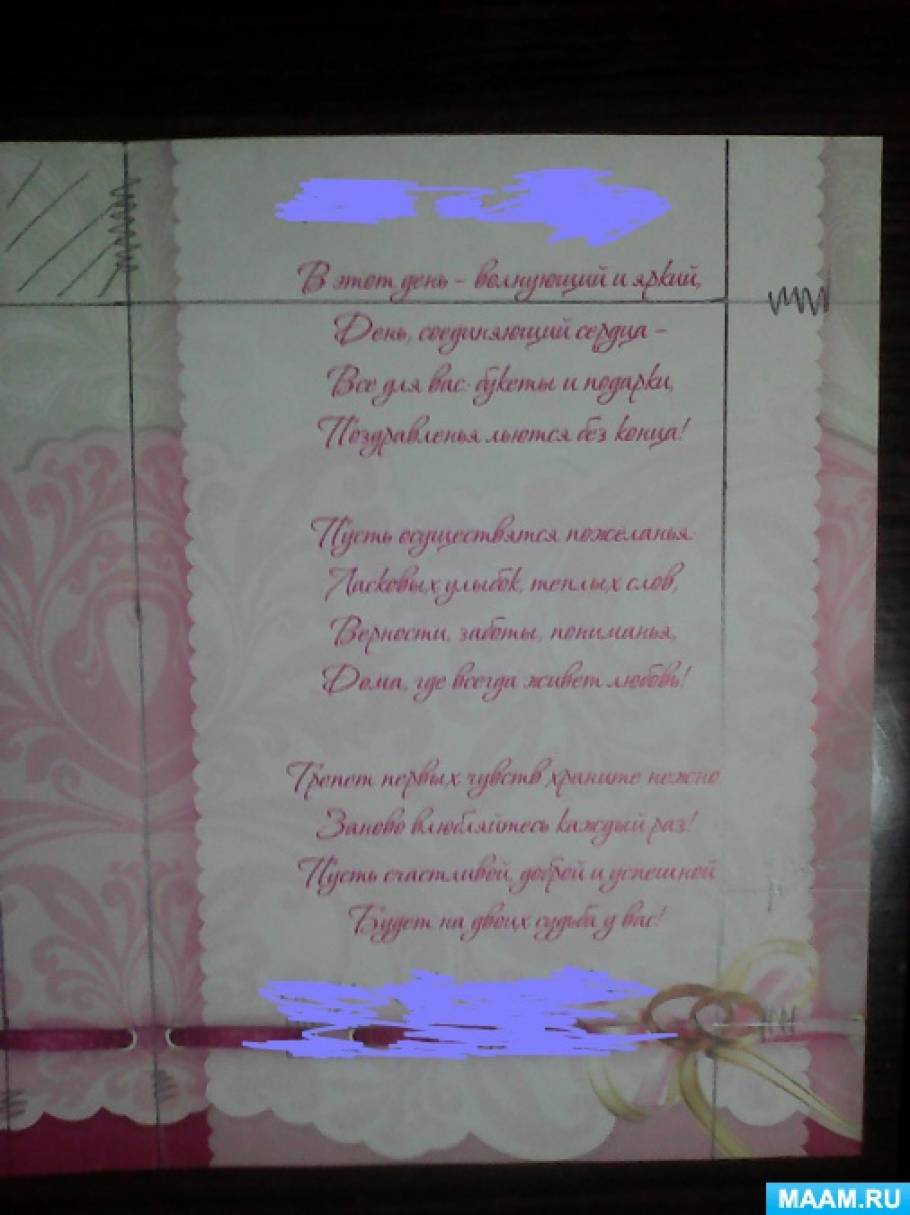 В этот день – волнующий и яркий,
День, соединяющий сердца –
Все для вас: букеты и подарки,
Поздравленья льются без конца!
Пусть осуществятся пожеланья:
Ласковых улыбок, теплых слов,
Верности, заботы, пониманья,
Дома, где всегда живет любовь!
Трепет первых чувств храните нежно
Заново влюбляйтесь каждый раз!
Пусть счастливой, доброй и успешной
Будет на двоих судьба у вас!
MAAM.RU